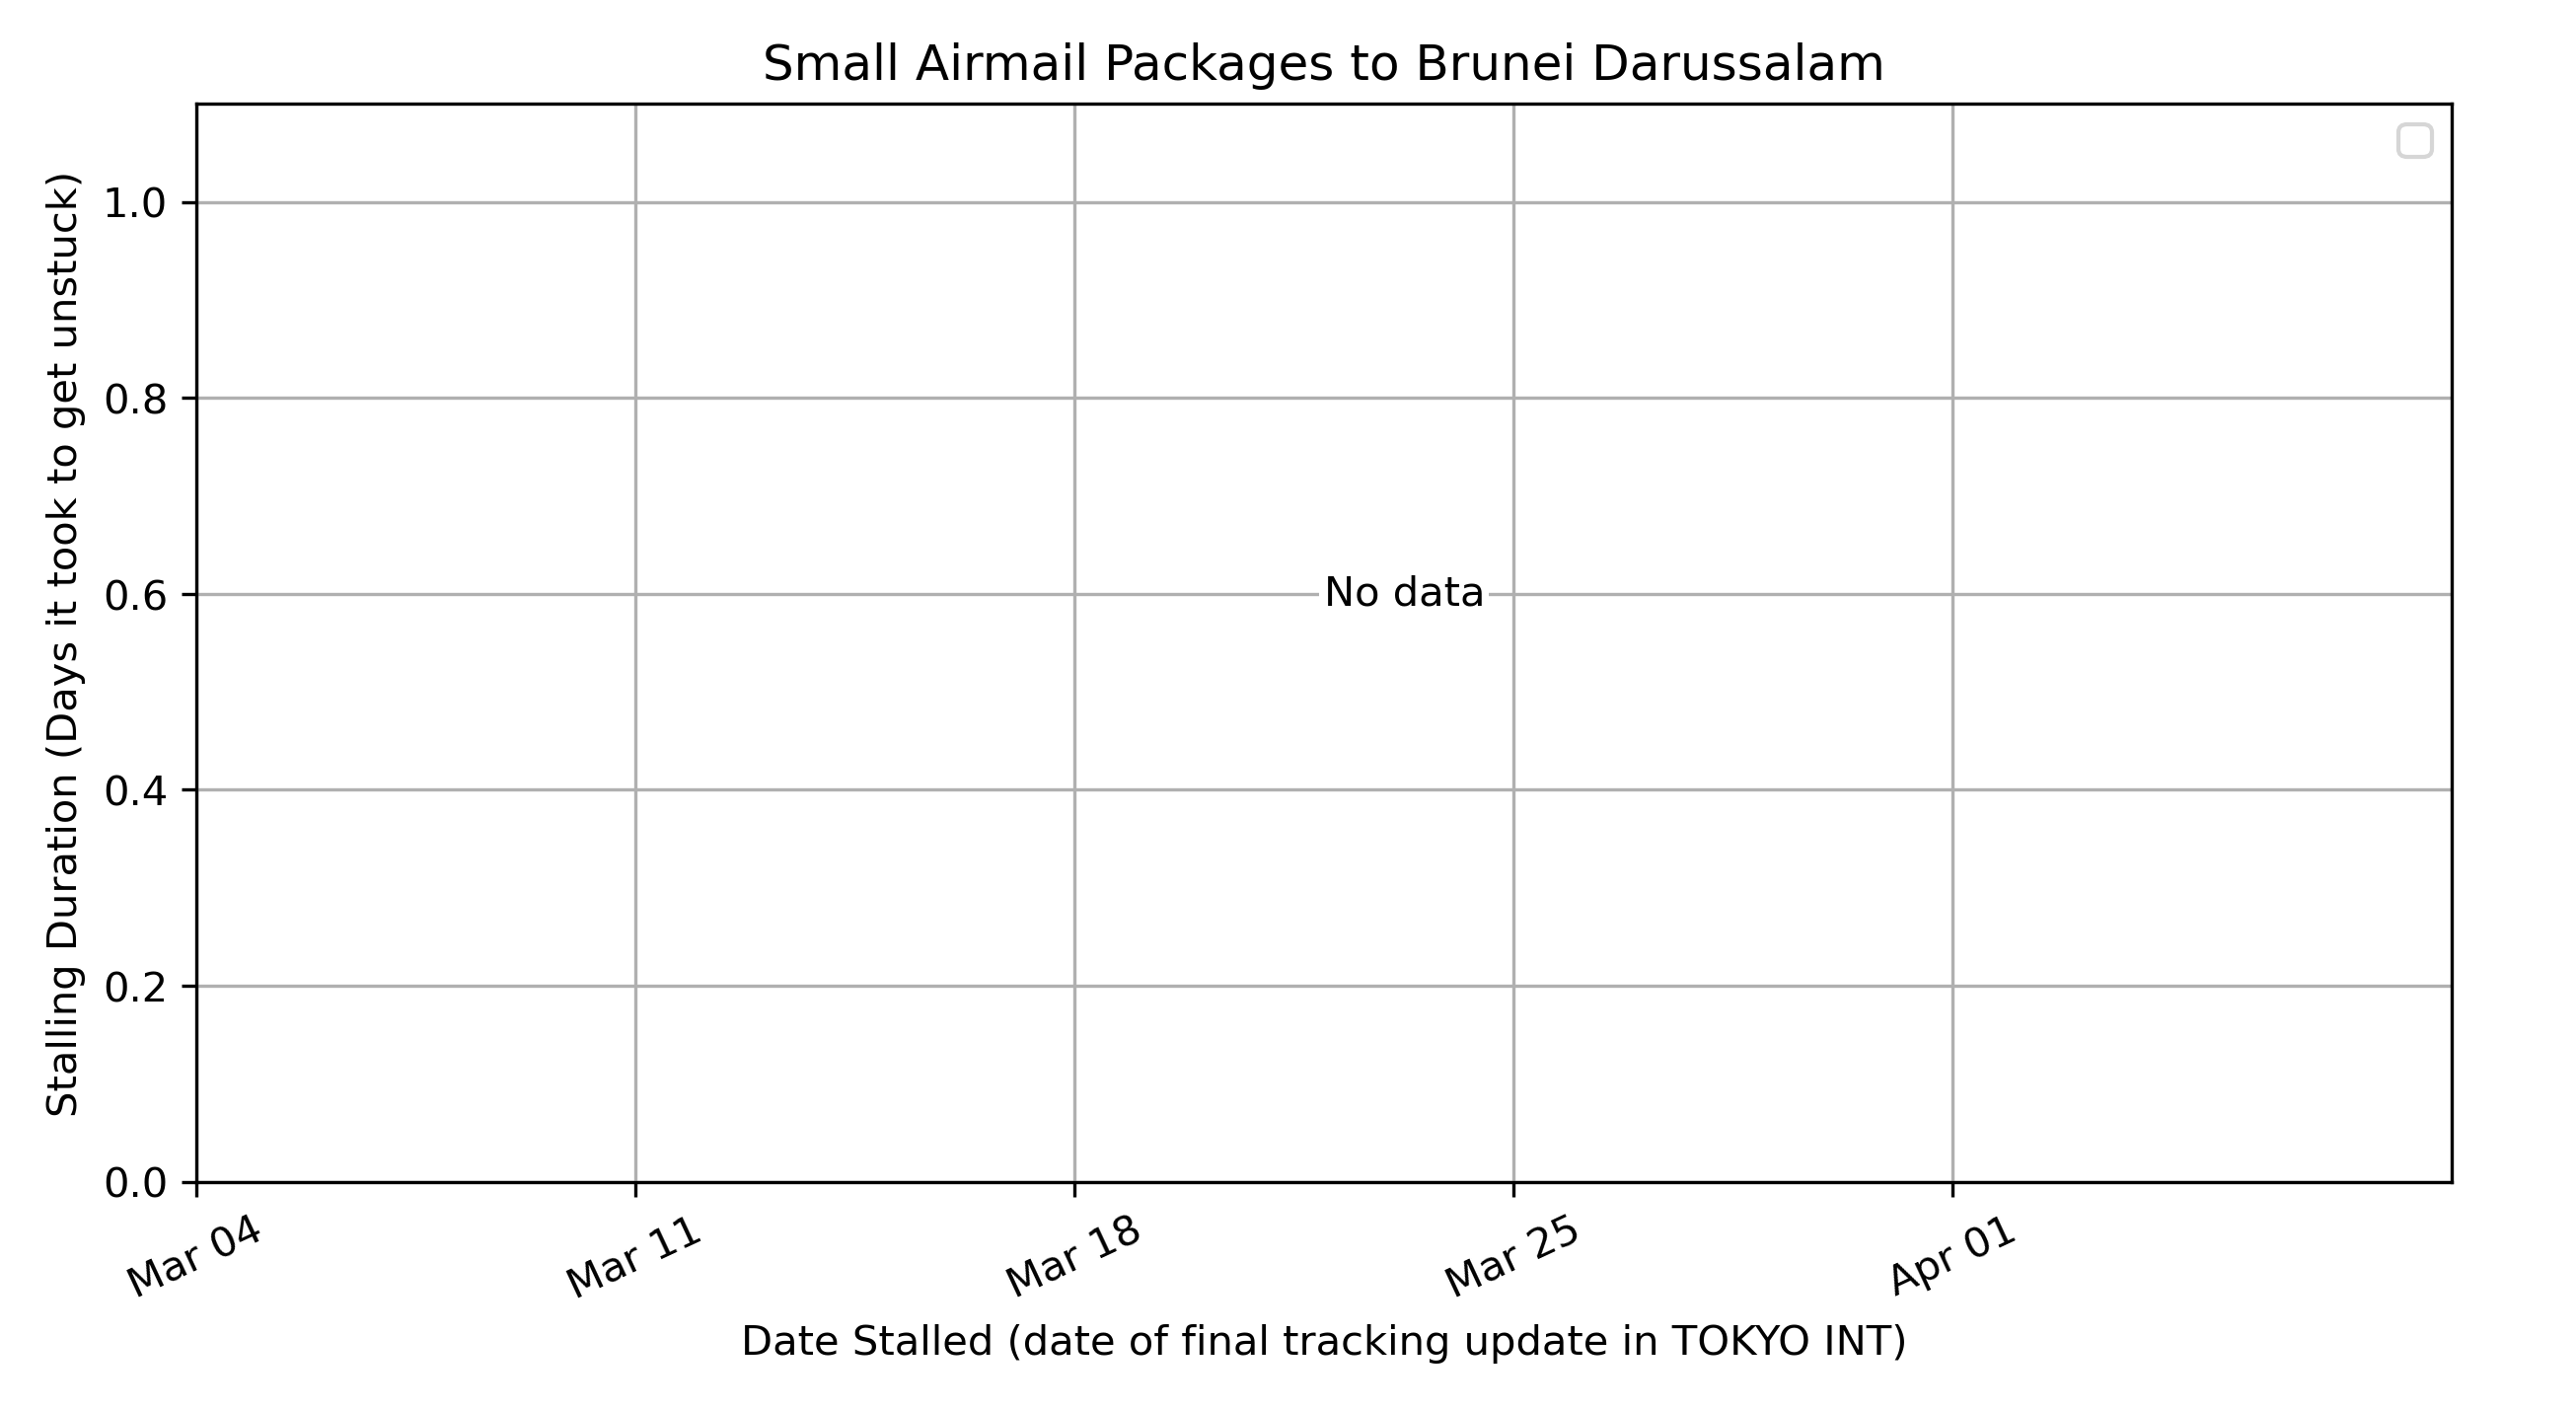 Small Airmail Packages to Brunei Darussalam
Stalling Duration (Days it took to get unstuck)
1.0
0.8
0.6
0.4
0.2
0.0
No data
Mar 04
Mar 11
Mar 18
Mar 25
Apr 01
Date Stalled (date of final tracking update in TOKYO INT)